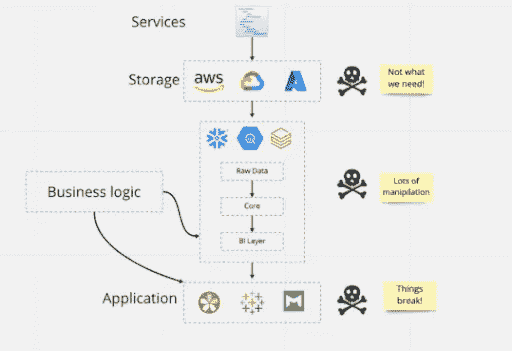 Services
Storage
aws
Not what
we need!
Raw Data
Lots of
manipilation
Core
Business logic
BI Layer
Application
Things
break!